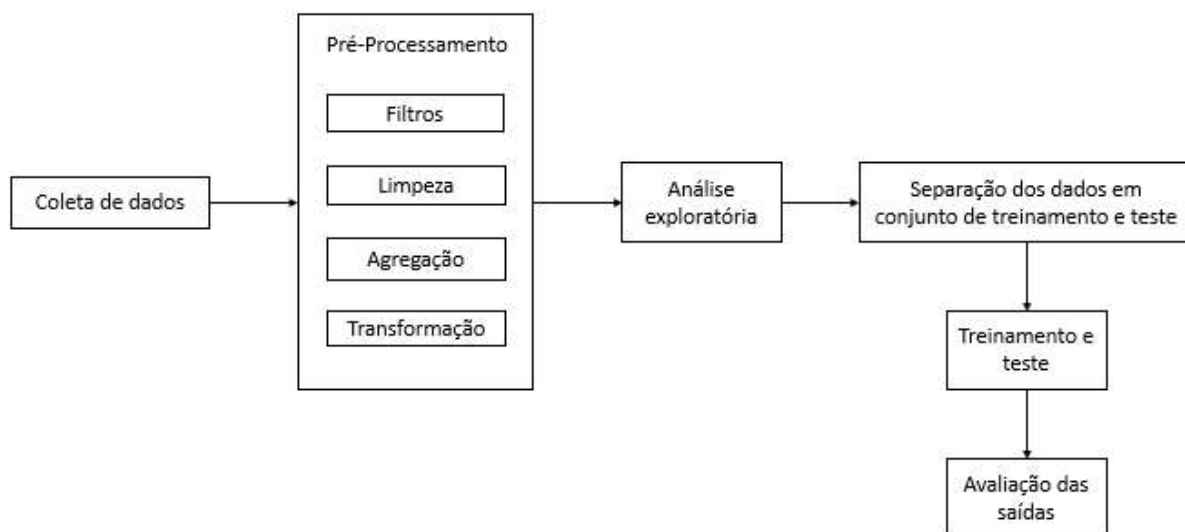 Pré-Processamento
Filtros
Limpeza
Agregação
Transformação
Coleta de dados
Análise
exploratória
Separação dos dados em
conjunto de treinamento e teste
Treinamento e
teste
Avaliação das
saídas